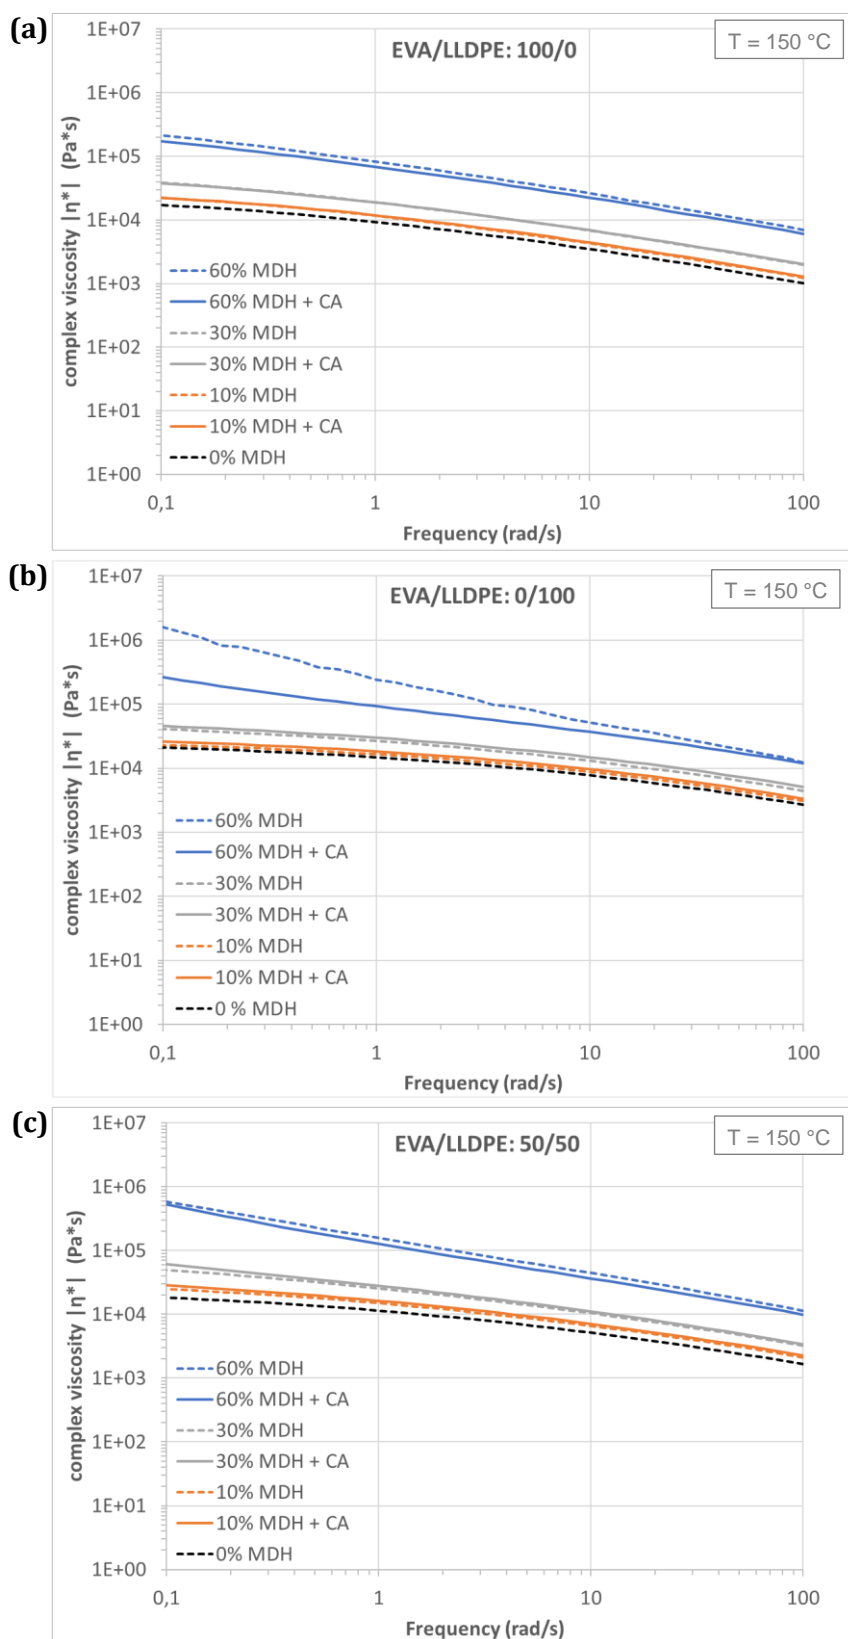 (a)
EVA/LLDPE: 100/0
T = 150 °C
complex viscosity |η*| (Pa*s)
1E+07
1E+06
1E+05
1E+04
1E+03
1E+02
1E+01
1E+00
60% MDH
60% MDH + CA
30% MDH
30% MDH + CA
10% MDH
10% MDH + CA
0% MDH
0,1 1 10 100
Frequency (rad/s)
(b)
EVA/LLDPE: 0/100
T = 150 °C
complex viscosity |η*| (Pa*s)
1E+07
1E+06
1E+05
1E+04
1E+03
1E+02
1E+01
1E+00
60% MDH
60% MDH + CA
30% MDH
30% MDH + CA
10% MDH
10% MDH + CA
0 % MDH
0,1 1 10 100
Frequency (rad/s)
(c)
EVA/LLDPE: 50/50
T = 150 °C
complex viscosity |η*| (Pa*s)
1E+07
1E+06
1E+05
1E+04
1E+03
1E+02
1E+01
1E+00
60% MDH
60% MDH + CA
30% MDH
30% MDH + CA
10% MDH
10% MDH + CA
0% MDH
0,1 1 10 100
Frequency (rad/s)